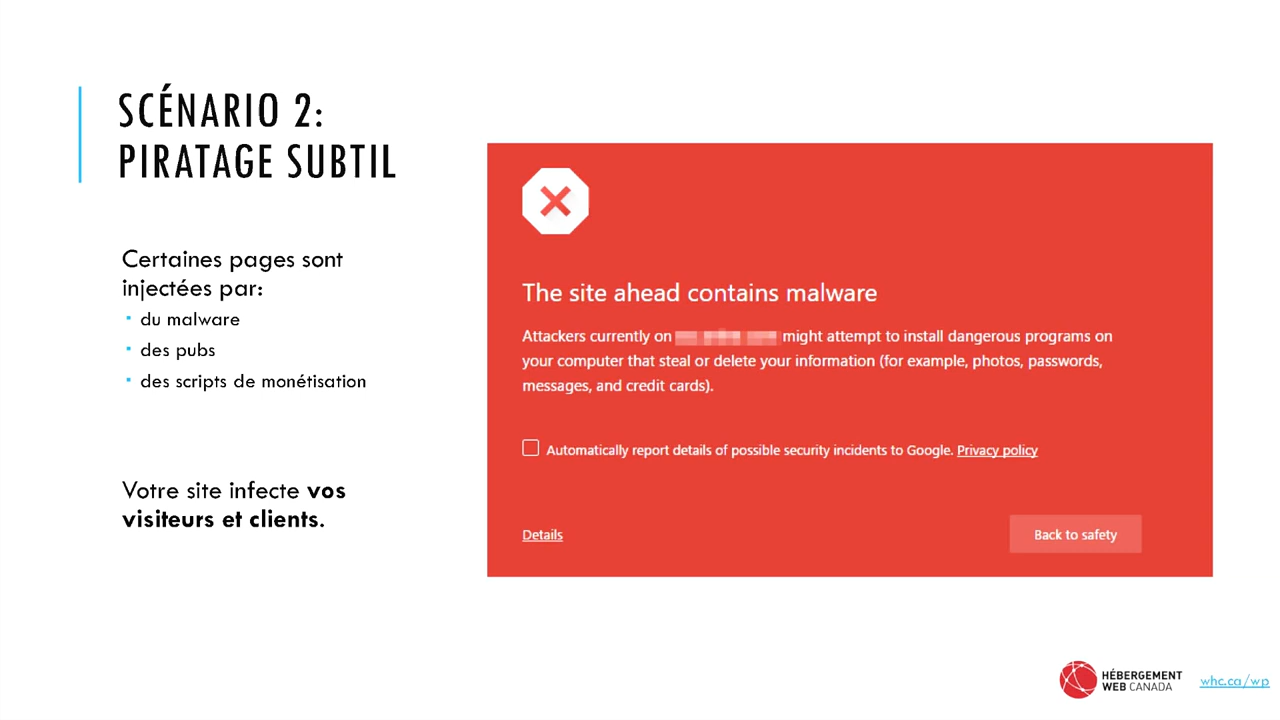 SCÉNARIO 2:
PIRATAGE SUBTIL
Certaines pages sont
injectées par:
du malware
des pubs
des scripts de monétisation
Votre site infecte vos
visiteurs et clients.
The site ahead contains malware
Attackers currently on might attempt to install dangerous programs on
your computer that steal or delete your information (for example, photos, passwords,
messages, and credit cards).
Automatically report details of possible security incidents to Google. Privacy policy
Details
Back to safety
HÉBERGEMENT
WEB CANADA
whc.ca/wp